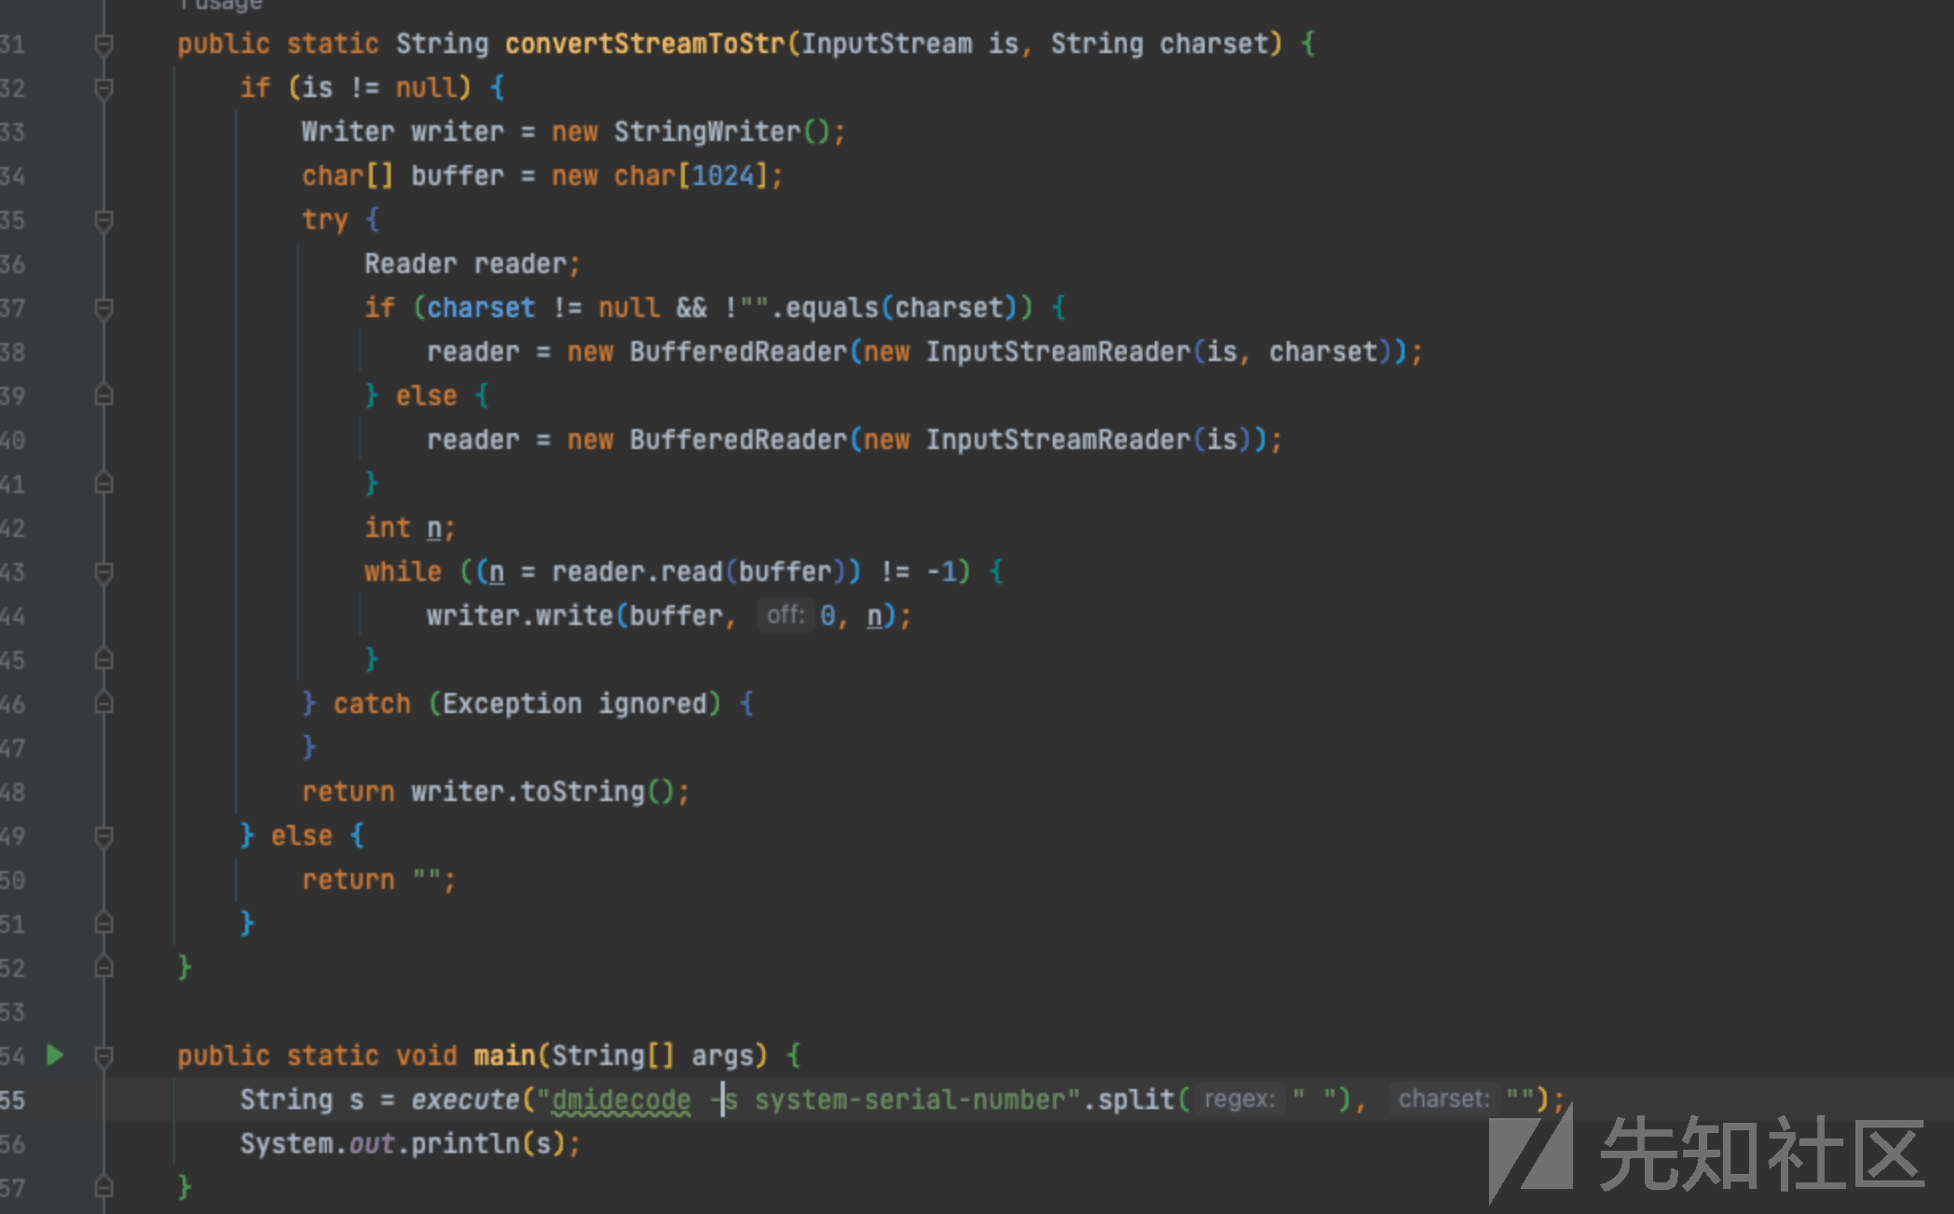 1 usage
31 public static String convertStreamToStr(InputStream is, String charset) {
32 if (is != null) {
33 Writer writer = new StringWriter();
34 char[] buffer = new char[1024];
35 try {
36 Reader reader;
37 if (charset != null && !"".equals(charset)) {
38 reader = new BufferedReader(new InputStreamReader(is, charset));
39 } else {
40 reader = new BufferedReader(new InputStreamReader(is));
41 }
42 int n;
43 while ((n = reader.read(buffer)) != -1) {
44 writer.write(buffer, off: 0, n);
45 }
46 } catch (Exception ignored) {
47 }
48 return writer.toString();
49 } else {
50 return "";
51 }
52 }
53
54 public static void main(String[] args) {
55 String s = execute("dmidecode -s system-serial-number".split( regex: " "), charset: "");
56 System.out.println(s);
57 }
先知社区